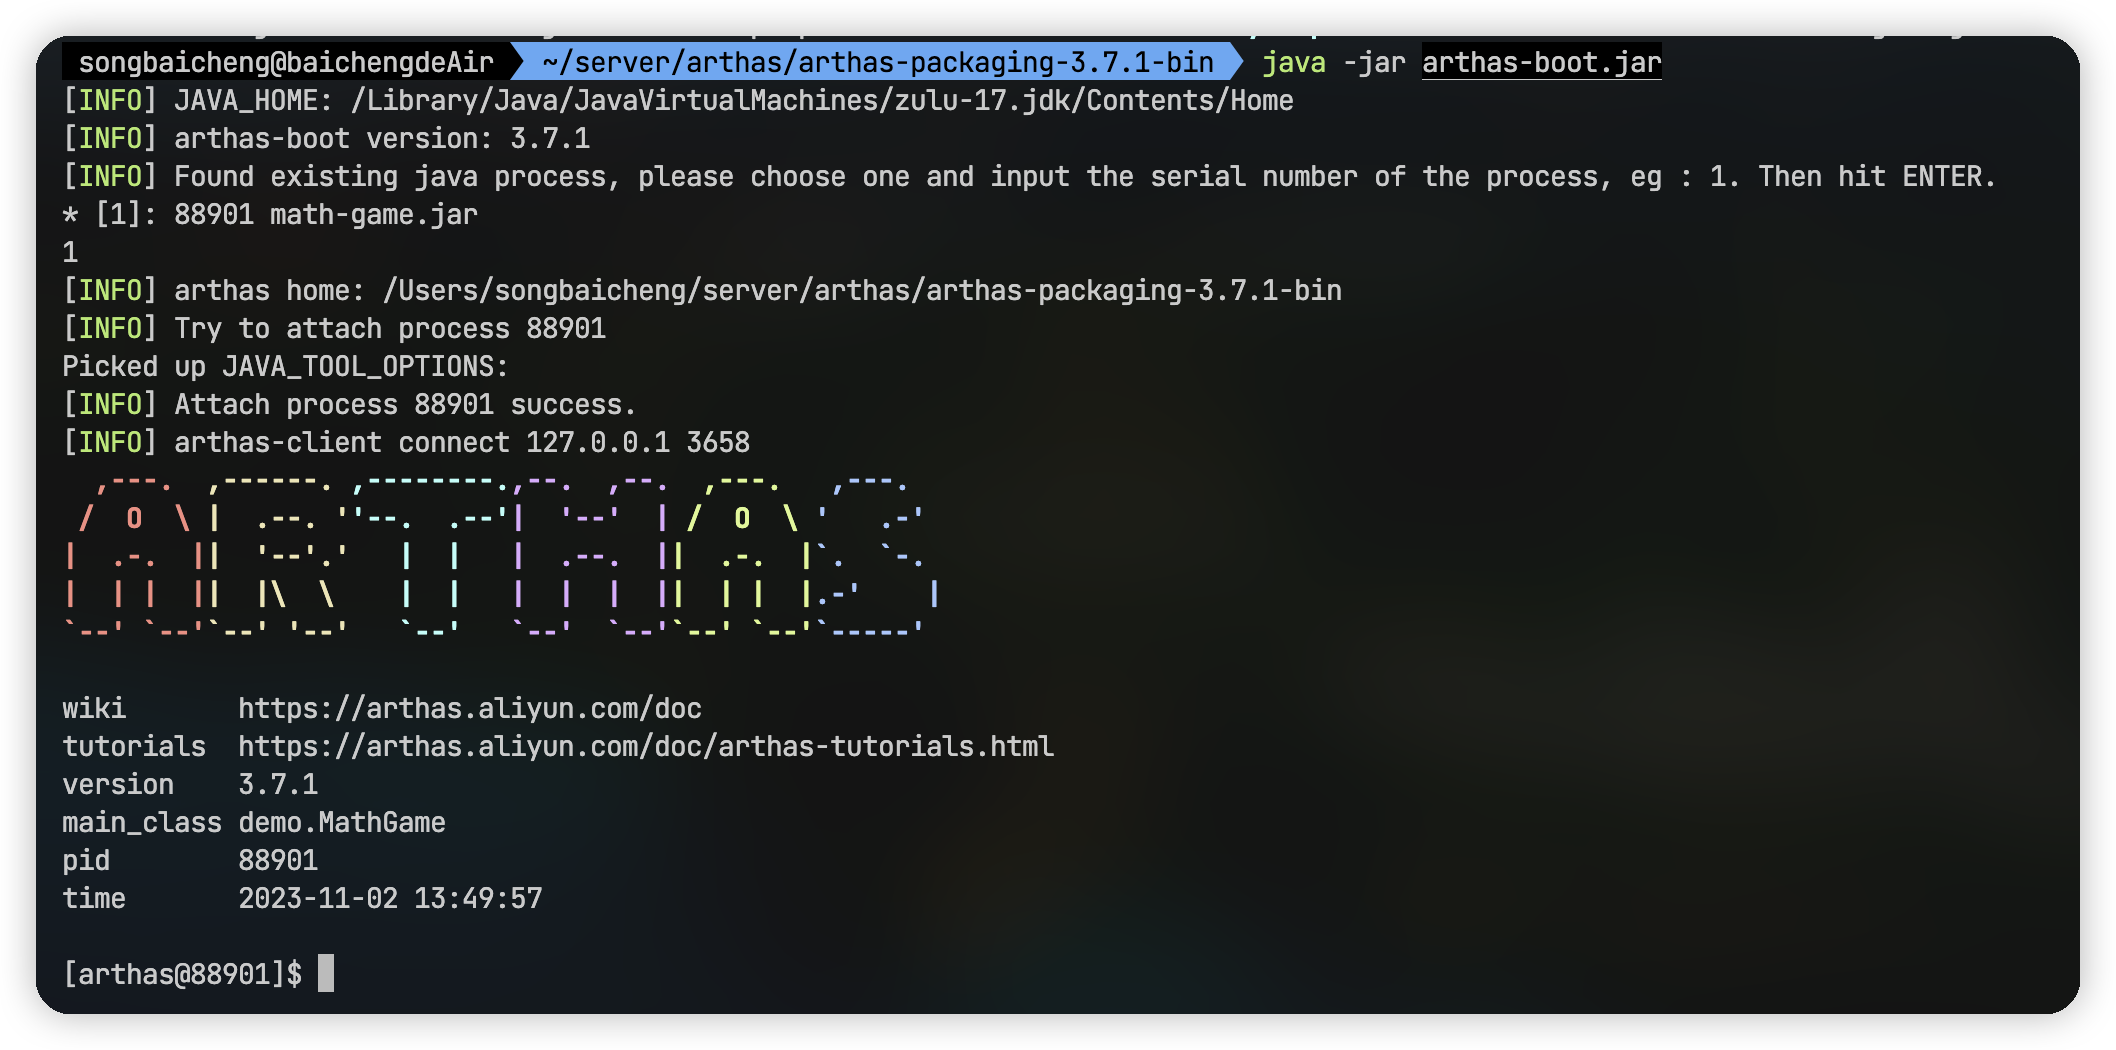 songbaicheng@baichengdeAir ~/server/arthas/arthas-packaging-3.7.1-bin java -jar arthas-boot.jar
[INFO] JAVA_HOME: /Library/Java/JavaVirtualMachines/zulu-17.jdk/Contents/Home
[INFO] arthas-boot version: 3.7.1
[INFO] Found existing java process, please choose one and input the serial number of the process, eg : 1. Then hit ENTER.
* [1]: 88901 math-game.jar
1
[INFO] arthas home: /Users/songbaicheng/server/arthas/arthas-packaging-3.7.1-bin
[INFO] Try to attach process 88901
Picked up JAVA_TOOL_OPTIONS:
[INFO] Attach process 88901 success.
[INFO] arthas-client connect 127.0.0.1 3658
ARTHAS
wiki https://arthas.aliyun.com/doc
tutorials https://arthas.aliyun.com/doc/arthas-tutorials.html
version 3.7.1
main_class demo.MathGame
pid 88901
time 2023-11-02 13:49:57
[arthas@88901]$